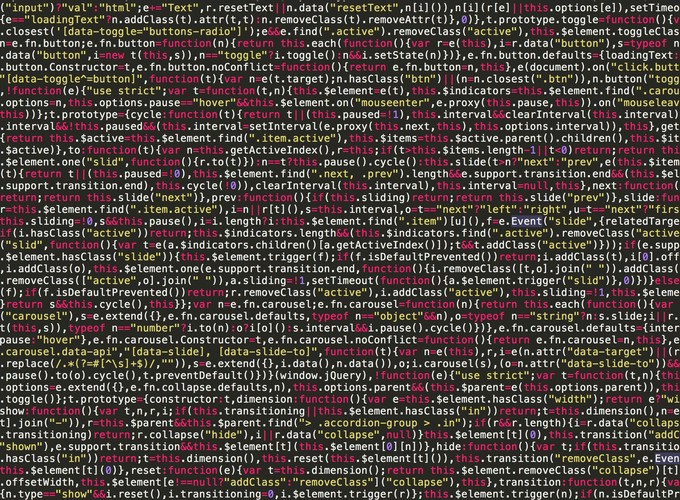 ("input")?"val":"html";e+="Text",r.resetText||n.data("resetText",n[i]()),n[i](r[e]||this.options[e]),setTimeo
{e=="loadingText"?n.addClass(t).attr(t,t):n.removeClass(t).removeAttr(t)},0)},t.prototype.toggle=function(){v
.closest('[data-toggle="buttons-radio"]');e&&e.find(".active").removeClass("active"),this.$element.toggleClas
n=e.fn.button;e.fn.button=function(n){return this.each(function(){var r=e(this),i=r.data("button"),s=typeof n
.data("button",i=new t(this,s)),n=="toggle"?i.toggle():n&&i.setState(n)})},e.fn.button.defaults={loadingText:
.button.Constructor=t,e.fn.button.noConflict=function(){return e.fn.button=n,this},e(document).on("click.butt
"[data-toggle^=button]",function(t){var n=e(t.target);n.hasClass("btn")||(n=n.closest(".btn")),n.button("togg
,!function(e){"use strict";var t=function(t,n){this.$element=e(t),this.$indicators=this.$element.find(".carou
.options=n,this.options.pause=="hover"&&this.$element.on("mouseenter",e.proxy(this.pause,this)).on("mouseleav
this))};t.prototype={cycle:function(t){return t||(this.paused=!1),this.interval&&clearInterval(this.interval)
.interval&&!this.paused&&(this.interval=setInterval(e.proxy(this.next,this),this.options.interval)),this},get
{return this.$active=this.$element.find(".item.active"),this.$items=this.$active.parent().children(),this.$it
.$active)},to:function(t){var n=this.getActiveIndex(),r=this;if(t>this.$items.length-1||t<0)return;return thi
.$element.one("slid",function(){r.to(t)}):n==t?this.pause().cycle():this.slide(t>n?"next":"prev",e(this.$item
(t){return t||(this.paused=!0),this.$element.find(".next, .prev").length&&e.support.transition.end&&(this.$el
.support.transition.end),this.cycle(!0)),clearInterval(this.interval),this.interval=null,this},next:function(
return;return this.slide("next")},prev:function(){if(this.sliding)return;return this.slide("prev")},slide:fun
r=this.$element.find(".item.active"),i=n||r[t](),s=this.interval,o=t=="next"?"left":"right",u=t=="next"?"firs
this.sliding=!0,s&&this.pause(),i=i.length?i:this.$element.find(".item")[u](),f=e.Event("slide",{relatedTarge
if(i.hasClass("active"))return;this.$indicators.length&&(this.$indicators.find(".active").removeClass("active
("slid",function(){var t=e(a.$indicators.children()[a.getActiveIndex()]);t&&t.addClass("active")}));if(e.supp
.$element.hasClass("slide")){this.$element.trigger(f);if(f.isDefaultPrevented())return;i.addClass(t),i[0].off
,i.addClass(o),this.$element.one(e.support.transition.end,function(){i.removeClass([t,o].join(" ")).addClass(
.removeClass(["active",o].join(" ")),a.sliding=!1,setTimeout(function(){a.$element.trigger("slid")},0)})}else
(f);if(f.isDefaultPrevented())return;r.removeClass("active"),i.addClass("active"),this.sliding=!1,this.$eleme
}return s&&this.cycle(),this}};var n=e.fn.carousel;e.fn.carousel=function(n){return this.each(function(){var
("carousel"),s=e.extend({},e.fn.carousel.defaults,typeof n=="object"&&n),o=typeof n=="string"?n:s.slide;i||r.
t(this,s)),typeof n=="number"?i.to(n):o?i[o]():s.interval&&i.pause().cycle()})},e.fn.carousel.defaults={inter
pause:"hover"},e.fn.carousel.Constructor=t,e.fn.carousel.noConflict=function(){return e.fn.carousel=n,this},e
.carousel.data-api","[data-slide], [data-slide-to]",function(t){var n=e(this),r,i=e(n.attr("data-target")||(r
.replace(/.*(?=#[^\s]+$)/,"")),s=e.extend({},i.data(),n.data()),o;i.carousel(s),(o=n.attr("data-slide-to"))&&
.pause().to(o).cycle(),t.preventDefault()})}(window.jQuery),!function(e){"use strict";var t=function(t,n){thi
.options=e.extend({},e.fn.collapse.defaults,n),this.options.parent&&(this.$parent=e(this.options.parent)),thi
.toggle()};t.prototype={constructor:t,dimension:function(){var e=this.$element.hasClass("width");return e?"wi
show:function(){var t,n,r,i;if(this.transitioning||this.$element.hasClass("in"))return;t=this.dimension(),n=e
t].join("-")),r=this.$parent&&this.$parent.find("> .accordion-group > .in");if(r&&r.length){i=r.data("collaps
.transitioning)return;r.collapse("hide"),i||r.data("collapse",null)}this.$element[t](0),this.transition("addC
"shown"),e.support.transition&&this.$element[t](this.$element[0][n])},hide:function(){var t;if(this.transitio
.hasClass("in"))return;t=this.dimension(),this.reset(this.$element[t]()),this.transition("removeClass",e.Even
this.$element[t](0)},reset:function(e){var t=this.dimension();return this.$element.removeClass("collapse")[t]
.offsetWidth,this.$element[e!==null?"addClass":"removeClass"]("collapse"),this},transition:function(t,n,r){va
n.type=="show"&&i.reset(),i.transitioning=0,i.$element.trigger(r)};this.$element.trigger(n);if(n.isDefaultPr